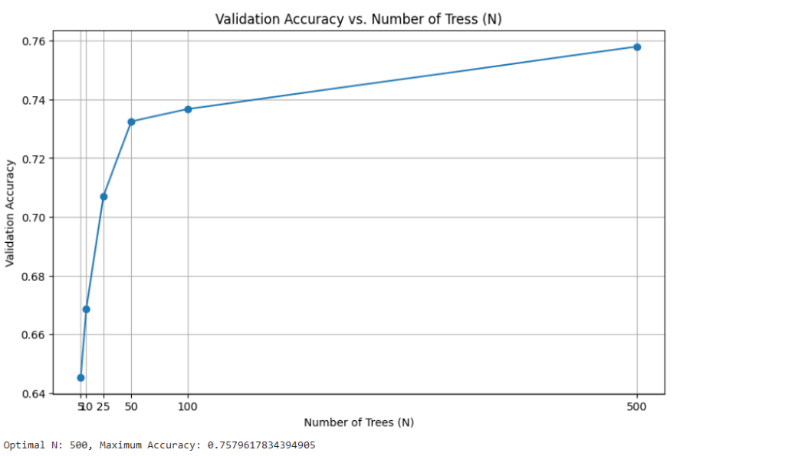 Validation Accuracy vs. Number of Tress (N)
0.76
0.74
0.72
0.70
0.68
0.66
0.64
Validation Accuracy
5 10 25 50 100 500
Number of Trees (N)
Optimal N: 500, Maximum Accuracy: 0.7579617834394905